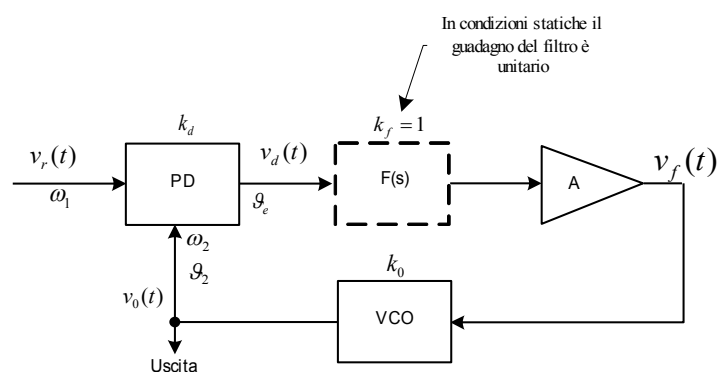 In condizioni statiche il
guadagno del filtro è
unitario
k_d
k_f = 1
v_r(t)
ω_1
PD
v_d(t)
ϑ_e
F(s)
A
v_f(t)
ω_2
ϑ_2
v_0(t)
k_0
VCO
Uscita